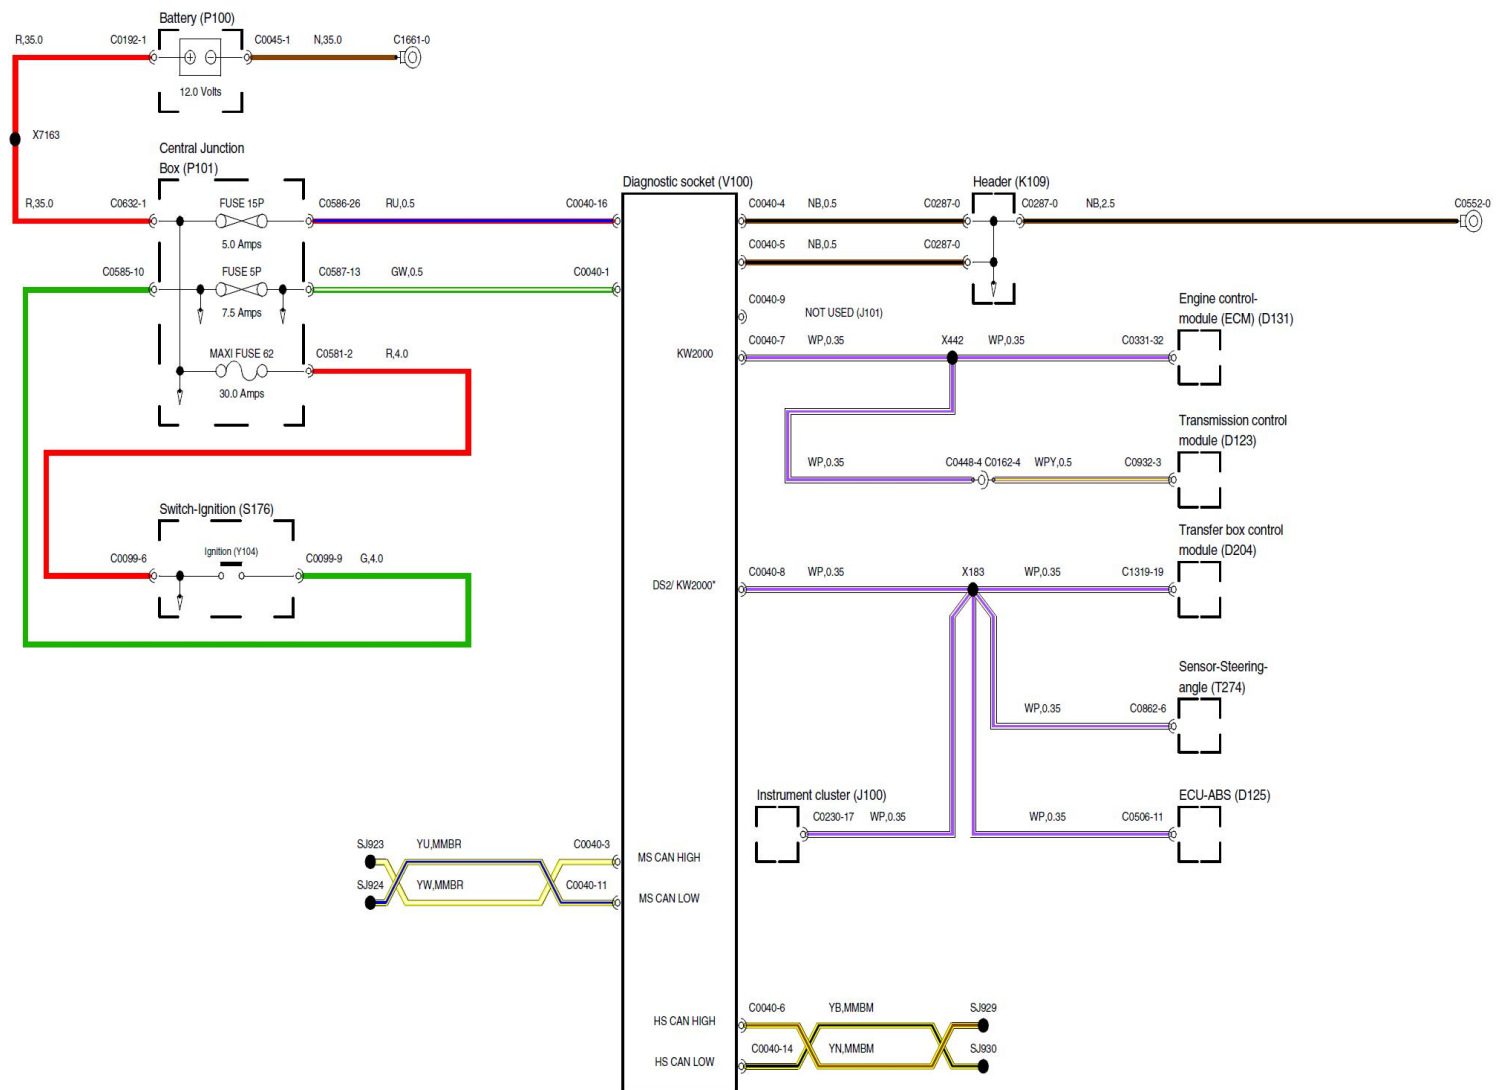 Battery (P100)
R,35.0
C0192-1
C0045-1
N,35.0
C1661-0
12.0 Volts
X7163
Central Junction
Box (P101)
R,35.0
C0632-1
FUSE 15P
C0586-26
RU,0.5
C0040-16
5.0 Amps
C0585-10
FUSE 5P
C0587-13
GW,0.5
C0040-1
7.5 Amps
MAXI FUSE 62
C0581-2
R,4.0
30.0 Amps
Switch-Ignition (S176)
C0099-6
Ignition (Y104)
C0099-9
G,4.0
Diagnostic socket (V100)
C0040-4
NB,0.5
C0287-0
Header (K109)
C0287-0
NB,2.5
C0552-0
C0040-5
NB,0.5
C0287-0
C0040-9
NOT USED (J101)
KW2000
C0040-7
WP,0.35
X442
WP,0.35
C0331-32
Engine control-
module (ECM) (D131)
WP,0.35
C0448-4
C0162-4
WPY,0.5
C0932-3
Transmission control
module (D123)
DS2/ KW2000*
C0040-8
WP,0.35
X183
WP,0.35
C1319-19
Transfer box control
module (D204)
WP,0.35
C0862-6
Sensor-Steering-
angle (T274)
Instrument cluster (J100)
C0230-17
WP,0.35
WP,0.35
C0506-11
ECU-ABS (D125)
SJ923
YU,MMBR
C0040-3
MS CAN HIGH
SJ924
YW,MMBR
C0040-11
MS CAN LOW
HS CAN HIGH
C0040-6
YB,MMBM
SJ929
HS CAN LOW
C0040-14
YN,MMBM
SJ930